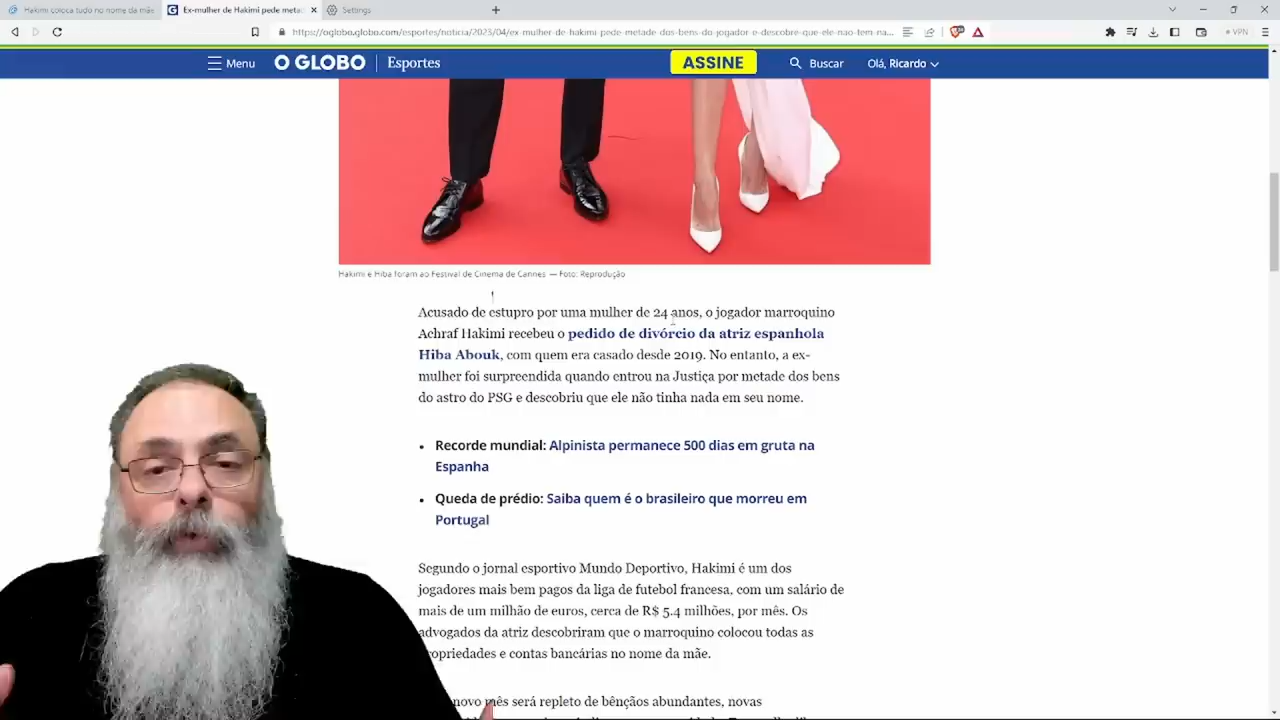 Hakimi coloca tudo no nome da mãe
Ex-mulher de Hakimi pede metad
Settings
https://oglobo.globo.com/esportes/noticia/2023/04/ex-mulher-de-hakimi-pede-metade-dos-bens-do-jogador-e-descobre-que-ele-nao-tem-na...
VPN
Menu
O GLOBO
Esportes
ASSINE
Buscar
Olá, Ricardo
Hakimi e Hiba foram ao Festival de Cinema de Cannes — Foto: Reprodução
Acusado de estupro por uma mulher de 24 anos, o jogador marroquino
Achraf Hakimi recebeu o pedido de divórcio da atriz espanhola
Hiba Abouk, com quem era casado desde 2019. No entanto, a ex-
mulher foi surpreendida quando entrou na Justiça por metade dos bens
do astro do PSG e descobriu que ele não tinha nada em seu nome.
• Recorde mundial: Alpinista permanece 500 dias em gruta na
Espanha
• Queda de prédio: Saiba quem é o brasileiro que morreu em
Portugal
Segundo o jornal esportivo Mundo Deportivo, Hakimi é um dos
jogadores mais bem pagos da liga de futebol francesa, com um salário de
mais de um milhão de euros, cerca de R$ 5,4 milhões, por mês. Os
advogados da atriz descobriram que o marroquino colocou todas as
propriedades e contas bancárias no nome da mãe.
novo mês será repleto de bênçãos abundantes, novas